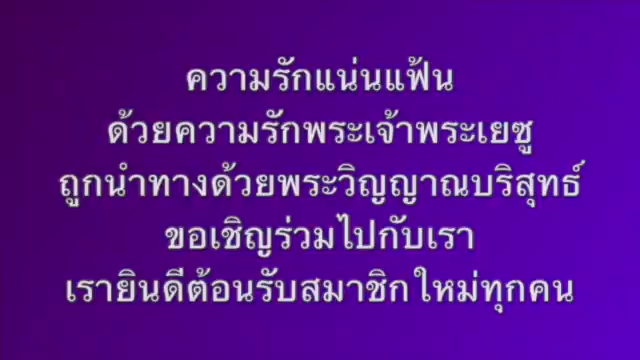 ความรักแน่นแฟ้น
ด้วยความรักพระเจ้าพระเยซู
ถูกนำทางด้วยพระวิญญาณบริสุทธ์
ขอเชิญร่วมไปกับเรา
เรายินดีต้อนรับสมาชิกใหม่ทุกคน